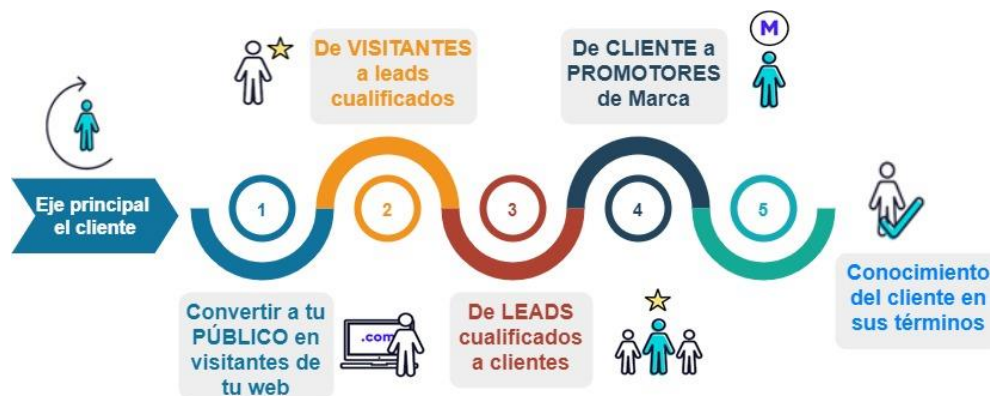 Eje principal
el cliente
1
Convertir a tu
PÚBLICO en
visitantes de
tu web
.com
De VISITANTES
a leads
cualificados
2
3
De LEADS
cualificados
a clientes
De CLIENTE a
PROMOTORES
de Marca
M
4
5
Conocimiento
del cliente en
sus términos